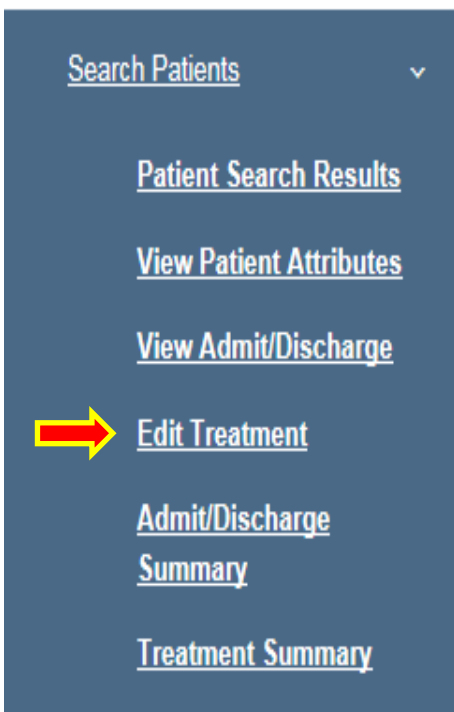 Search Patients
Patient Search Results
View Patient Attributes
View Admit/Discharge
Edit Treatment
Admit/Discharge
Summary
Treatment Summary